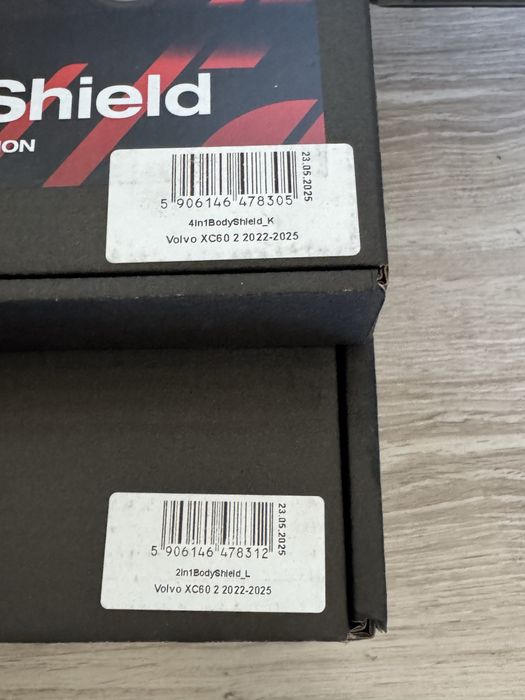 Shield
ION
23.05.2025
5 906146 478305
4in1BodyShield_K
Volvo XC60 2 2022-2025
23.05.2025
5 906146 478312
2in1BodyShield_L
Volvo XC60 2 2022-2025